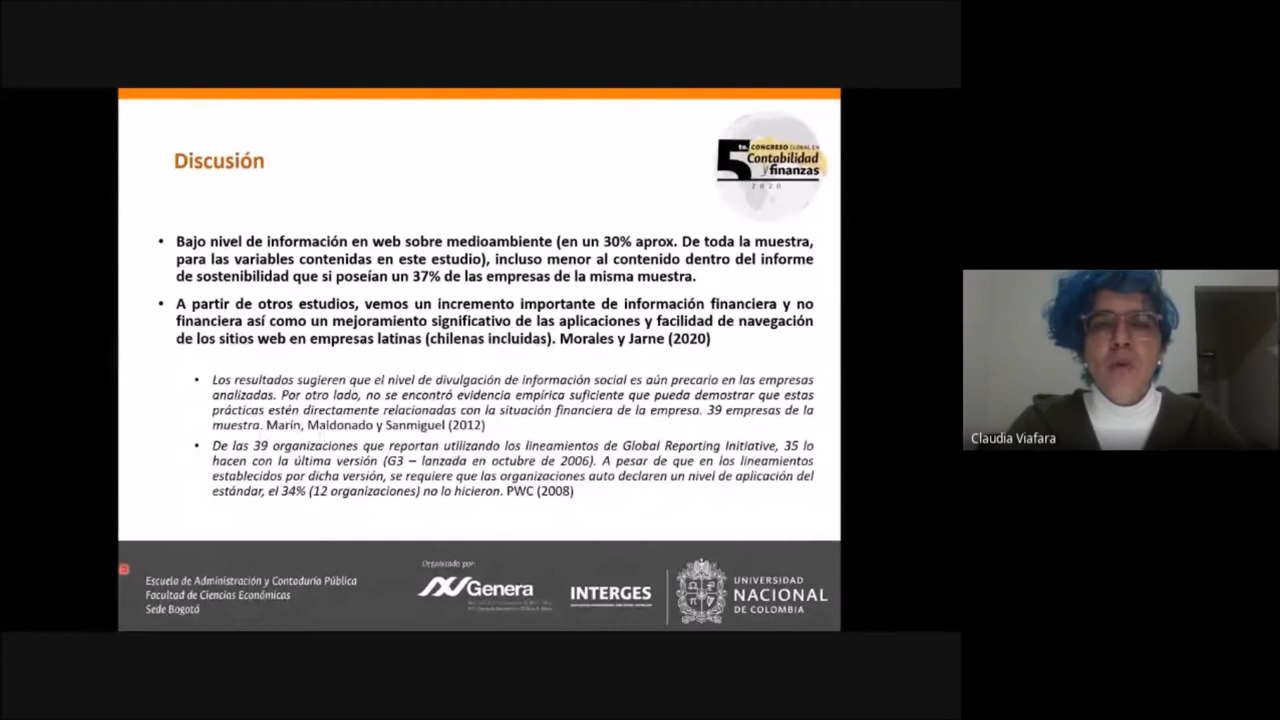 Discusión
5to. CONGRESO GLOBAL EN
Contabilidad
y finanzas
2020
• Bajo nivel de información en web sobre medioambiente (en un 30% aprox. De toda la muestra,
para las variables contenidas en este estudio), incluso menor al contenido dentro del informe
de sostenibilidad que si poseían un 37% de las empresas de la misma muestra.
• A partir de otros estudios, vemos un incremento importante de información financiera y no
financiera así como un mejoramiento significativo de las aplicaciones y facilidad de navegación
de los sitios web en empresas latinas (chilenas incluidas). Morales y Jarne (2020)
• Los resultados sugieren que el nivel de divulgación de información social es aún precario en las empresas
analizadas. Por otro lado, no se encontró evidencia empírica suficiente que pueda demostrar que estas
prácticas estén directamente relacionadas con la situación financiera de la empresa. 39 empresas de la
muestra. Marín, Maldonado y Sanmiguel (2012)
• De las 39 organizaciones que reportan utilizando los lineamientos de Global Reporting Initiative, 35 lo
hacen con la última versión (G3 – lanzada en octubre de 2006). A pesar de que en los lineamientos
establecidos por dicha versión, se requiere que las organizaciones auto declaren un nivel de aplicación del
estándar, el 34% (12 organizaciones) no lo hicieron. PWC (2008)
Claudia Viafara
Escuela de Administración y Contaduría Pública
Facultad de Ciencias Económicas
Sede Bogotá
Organizado por:
Genera
INTERGES
UNIVERSIDAD
NACIONAL
DE COLOMBIA